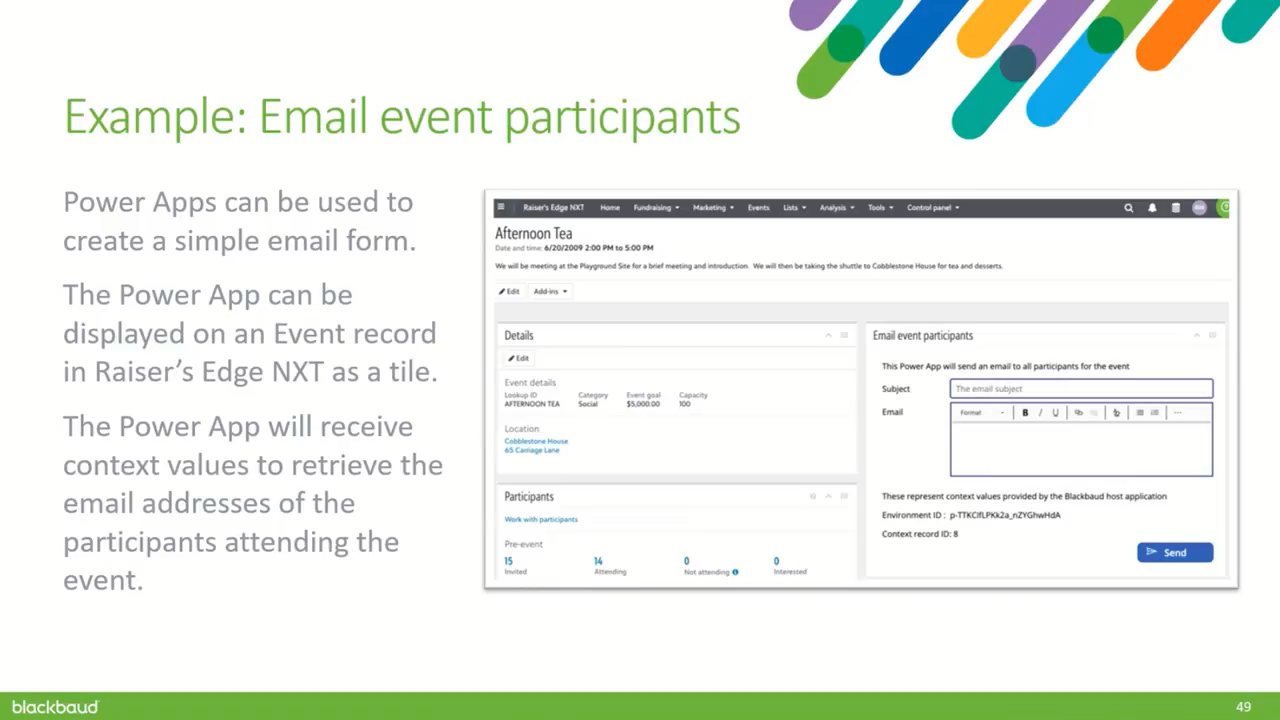 Example: Email event participants
Power Apps can be used to
create a simple email form.
The Power App can be
displayed on an Event record
in Raiser's Edge NXT as a tile.
The Power App will receive
context values to retrieve the
email addresses of the
participants attending the
event.
Raiser's Edge NXT Home Fundraising Marketing Events Lists Analysis Tools Control panel
Afternoon Tea
Date and time: 6/20/2009 2:00 PM to 5:00 PM
We will be meeting at the Playground Site for a brief meeting and introduction. We will then be taking the shuttle to Cobblestone House for tea and desserts.
Edit Add-ins
Details
Edit
Event details
Lookup ID Category Event goal Capacity
AFTERNOON TEA Social $5,000.00 100
Location
Cobblestone House
65 Carriage Lane
Participants
Work with participants
Pre-event
15 14 0 0
Invited Attending Not attending Interested
Email event participants
This Power App will send an email to all participants for the event
Subject The email subject
Email Format B I U
These represent context values provided by the Blackbaud host application
Environment ID :
Context record ID: 8
Send
blackbaud
49